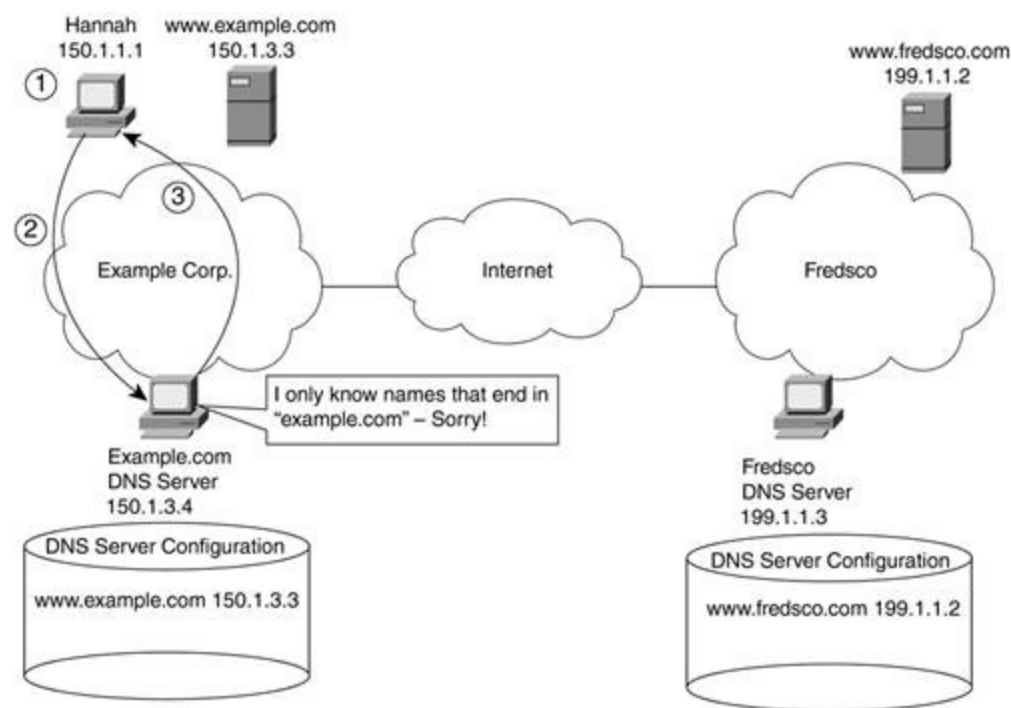 Hannah
150.1.1.1
www.example.com
150.1.3.3
www.fredsco.com
199.1.1.2
1
2
3
Example Corp.
Internet
Fredsco
I only know names that end in
“example.com” – Sorry!
Example.com
DNS Server
150.1.3.4
Fredsco
DNS Server
199.1.1.3
DNS Server Configuration
www.example.com 150.1.3.3
DNS Server Configuration
www.fredsco.com 199.1.1.2